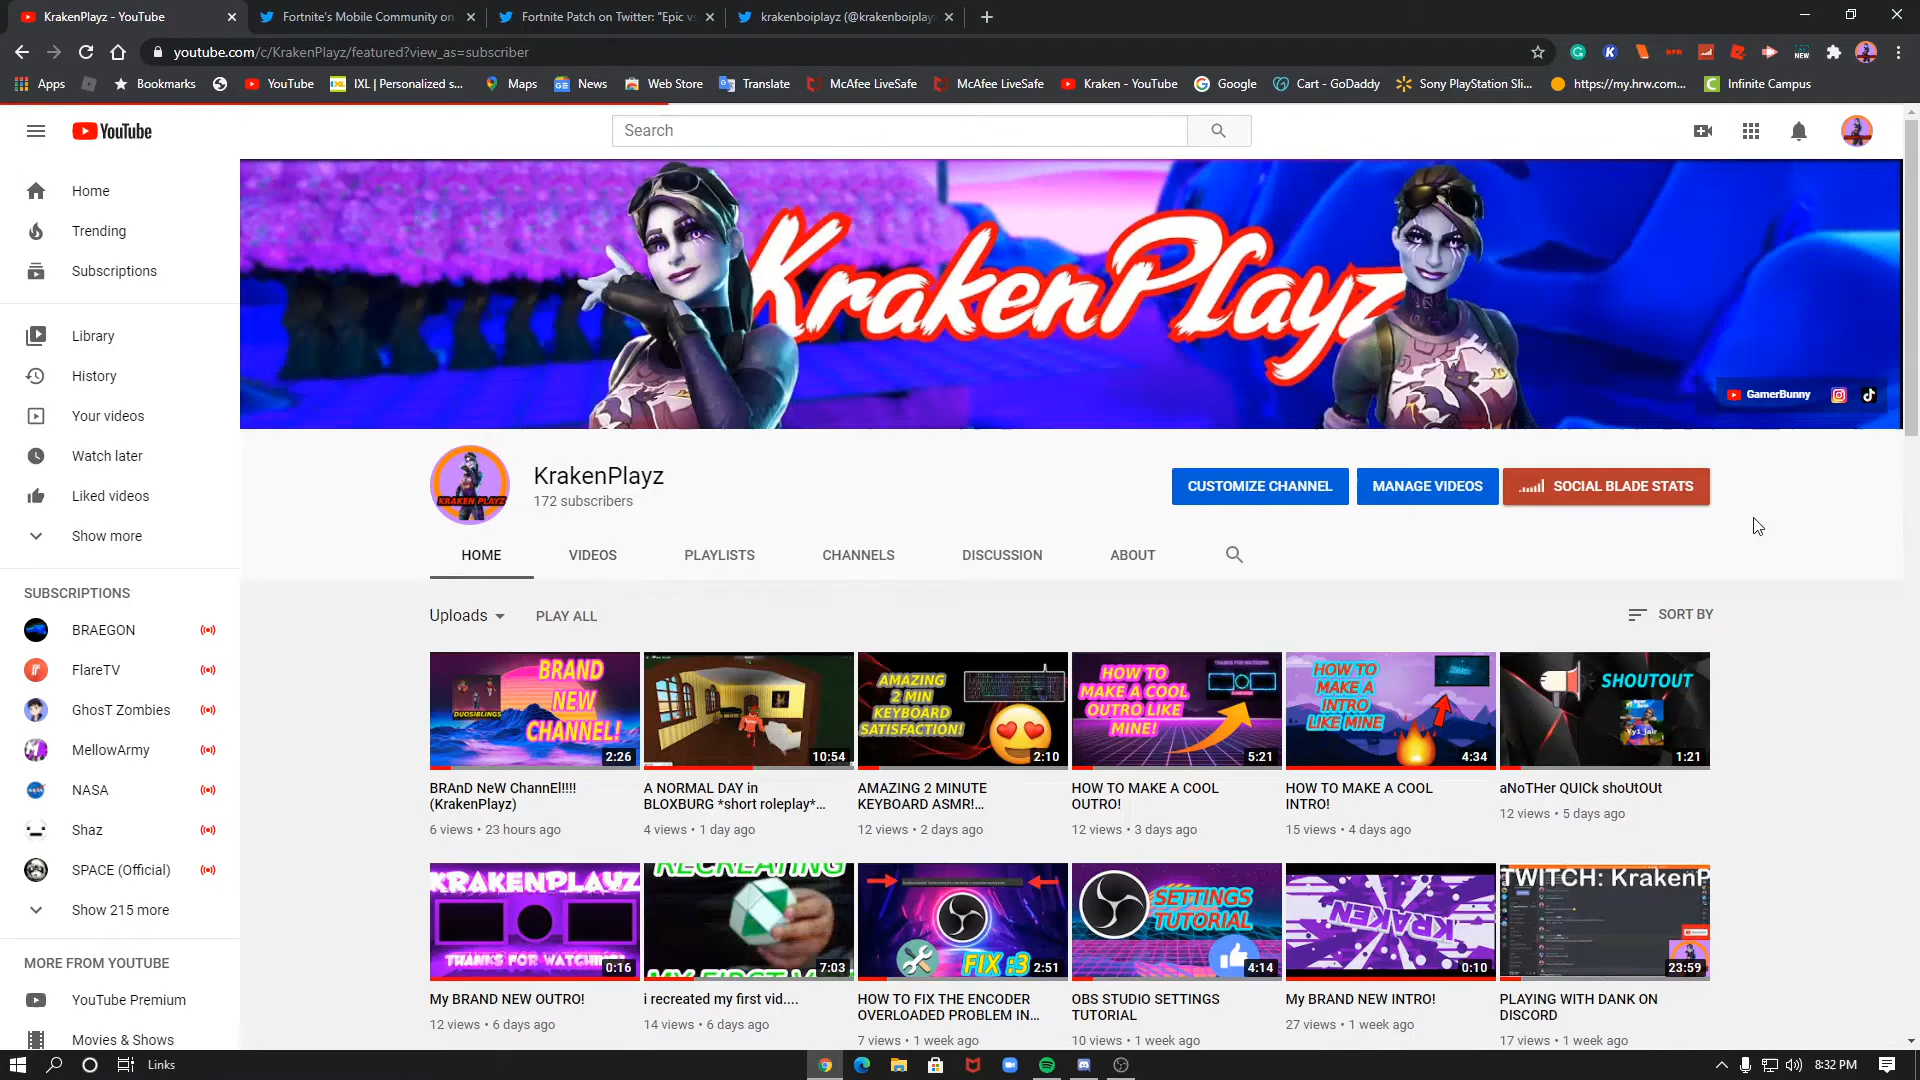 KrakenPlayz - YouTube
Fortnite's Mobile Community on
Fortnite Patch on Twitter: "Epic vs
krakenboiplayz (@krakenboiplayz
youtube.com/c/KrakenPlayz/featured?view_as=subscriber
Apps
Bookmarks
YouTube
IXL | Personalized s...
Maps
News
Web Store
Translate
McAfee LiveSafe
McAfee LiveSafe
Kraken - YouTube
Google
Cart - GoDaddy
Sony PlayStation Sli...
https://my.hrw.com...
Infinite Campus
YouTube
Search
Home
Trending
Subscriptions
Library
History
Your videos
Watch later
Liked videos
Show more
SUBSCRIPTIONS
BRAEGON
FlareTV
GhosT Zombies
MellowArmy
NASA
Shaz
SPACE (Official)
Show 215 more
MORE FROM YOUTUBE
YouTube Premium
Movies & Shows
KrakenPLayz
GamerBunny
KRAKEN PLAYZ
KrakenPlayz
172 subscribers
CUSTOMIZE CHANNEL
MANAGE VIDEOS
SOCIAL BLADE STATS
HOME
VIDEOS
PLAYLISTS
CHANNELS
DISCUSSION
ABOUT
Uploads
PLAY ALL
SORT BY
BRAND
NEW
CHANNEL!
DUOSIBLINGS
2:26
BRAnD NeW ChannEl!!!!
(KrakenPlayz)
6 views • 23 hours ago
10:54
A NORMAL DAY in
BLOXBURG *short roleplay*...
4 views • 1 day ago
AMAZING
2 MIN
KEYBOARD
SATISFACTION!
2:10
AMAZING 2 MINUTE
KEYBOARD ASMR!...
12 views • 2 days ago
HOW TO
MAKE A COOL
OUTRO LIKE
MINE!
THANKS FOR WATCHING
5:21
HOW TO MAKE A COOL
OUTRO!
12 views • 3 days ago
HOW TO
MAKE A
INTRO
LIKE MINE
4:34
HOW TO MAKE A COOL
INTRO!
15 views • 4 days ago
SHOUTOUT
1:21
aNoTHer QUICk shoUtOUt
12 views • 5 days ago
KRAKENPLAYZ
THANKS FOR WATCHING
0:16
My BRAND NEW OUTRO!
12 views • 6 days ago
RECREATING
MY FIRST V
7:03
i recreated my first vid....
14 views • 6 days ago
FIX :3
2:51
HOW TO FIX THE ENCODER
OVERLOADED PROBLEM IN...
7 views • 1 week ago
SETTINGS
TUTORIAL
4:14
OBS STUDIO SETTINGS
TUTORIAL
10 views • 1 week ago
KRAKEN
0:10
My BRAND NEW INTRO!
27 views • 1 week ago
TWITCH: KrakenP
23:59
PLAYING WITH DANK ON
DISCORD
17 views • 1 week ago
Links
8:32 PM